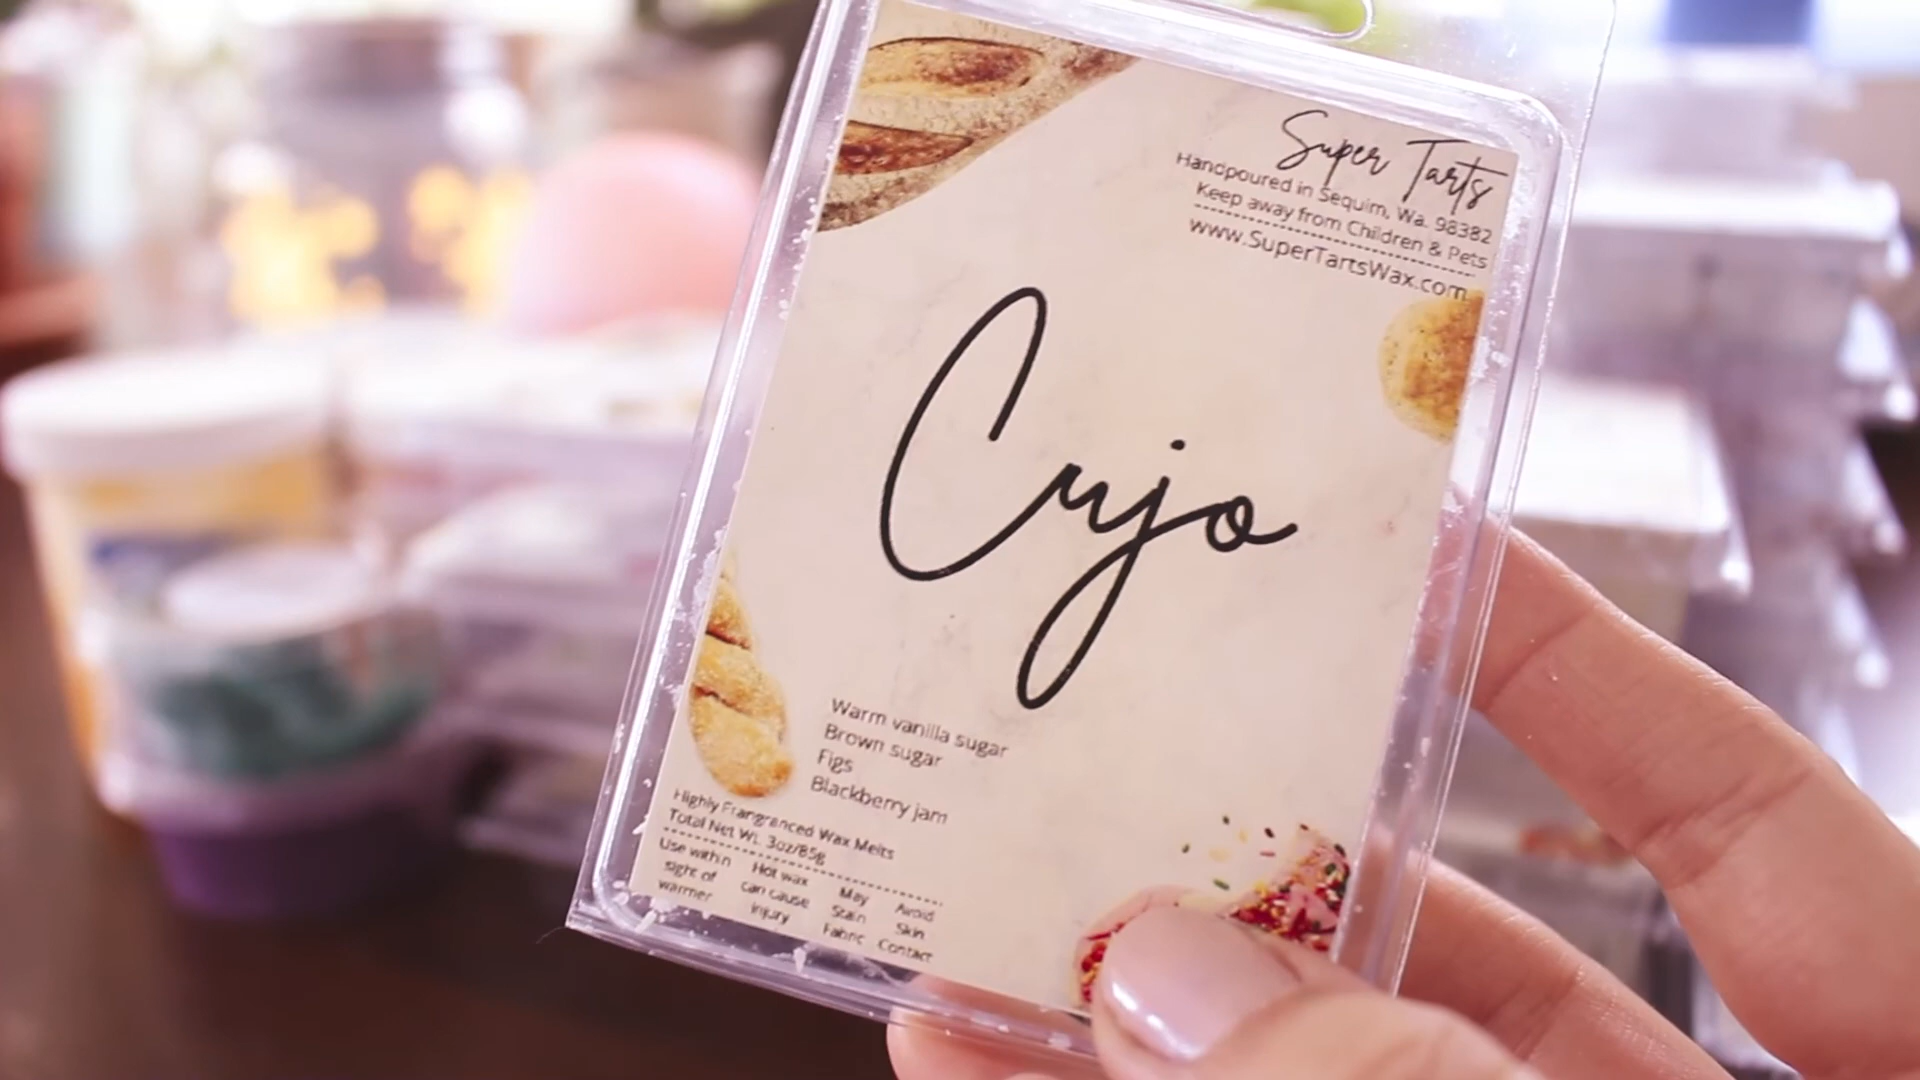 Super Tarts
Handpoured in Sequim, Wa. 98382
Keep away from Children & Pets
www.SuperTartsWax.com
Cujo
Warm vanilla sugar
Brown sugar
Figs
Blackberry jam
Highly Frangranced Wax Melts
Total Net Wt. 3oz/85g
Use within
sight of
warmer
Hot wax
can cause
injury
May
Stain
Fabric
Avoid
Skin
Contact